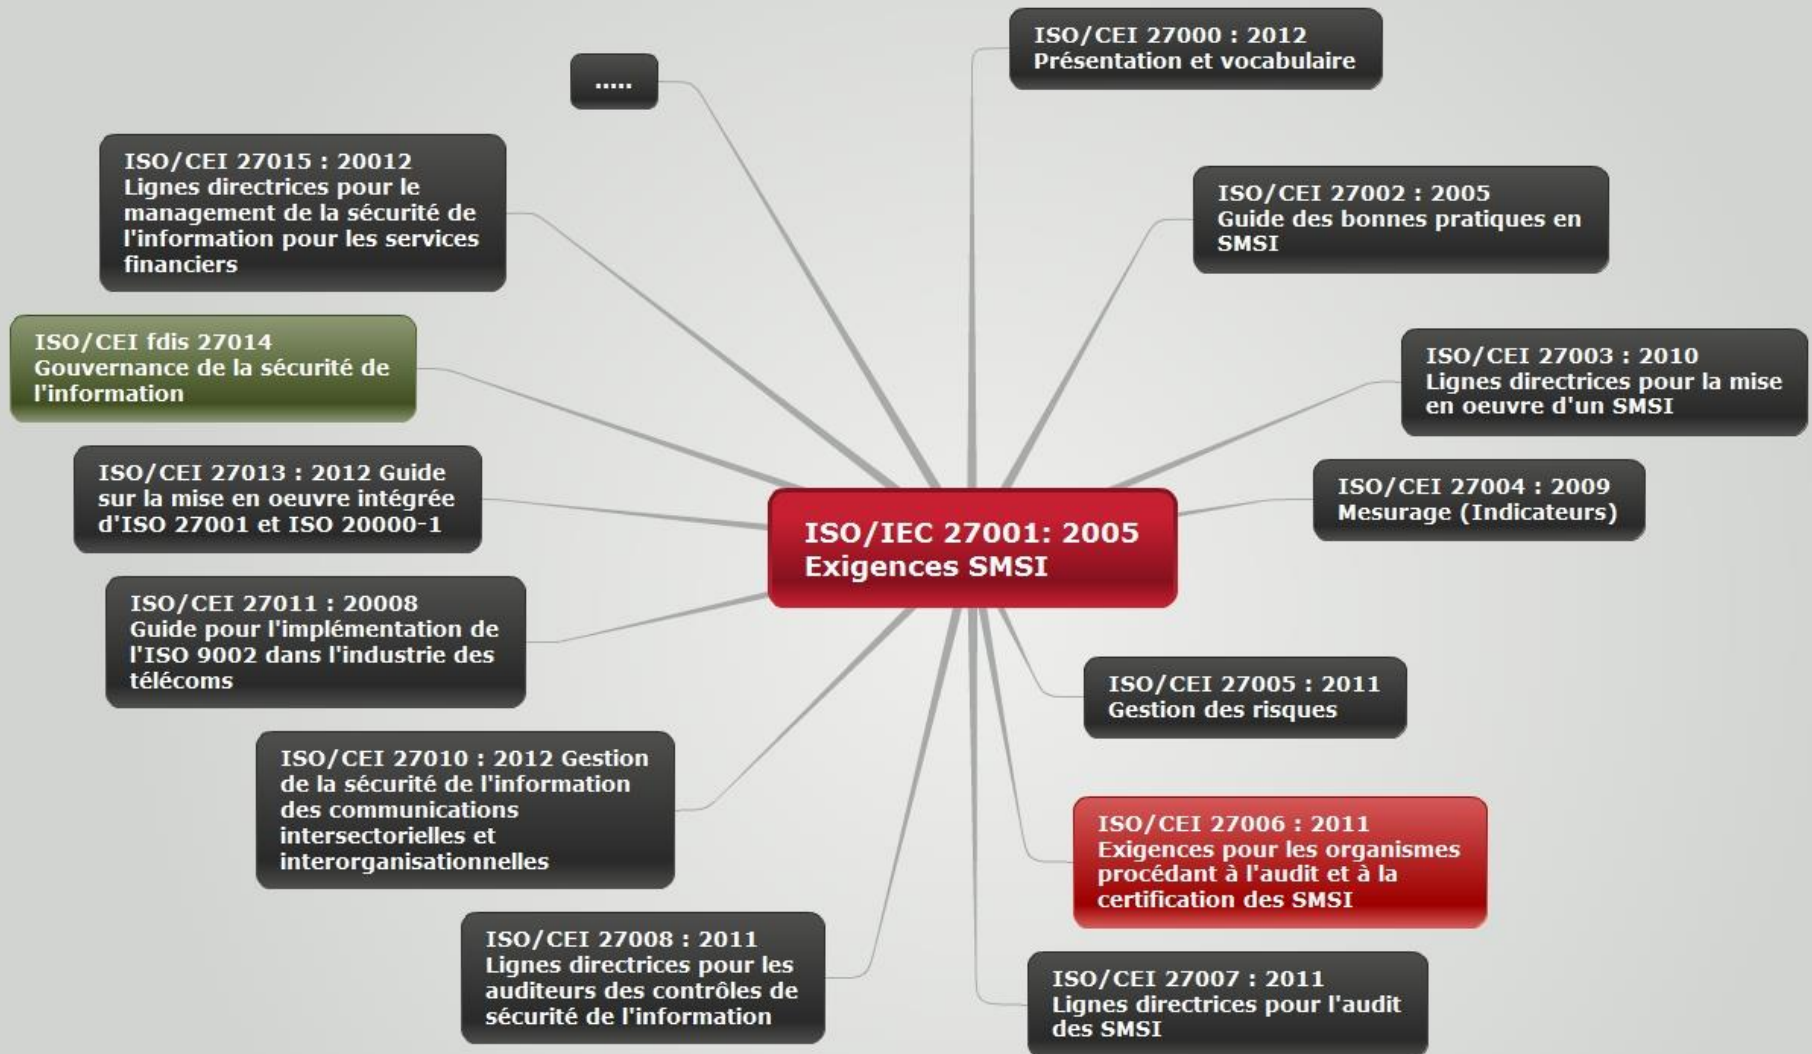 ISO/CEI 27000 : 2012
Présentation et vocabulaire
.....
ISO/CEI 27015 : 20012
Lignes directrices pour le
management de la sécurité de
l'information pour les services
financiers
ISO/CEI 27002 : 2005
Guide des bonnes pratiques en
SMSI
ISO/CEI fdis 27014
Gouvernance de la sécurité de
l'information
ISO/CEI 27003 : 2010
Lignes directrices pour la mise
en oeuvre d'un SMSI
ISO/CEI 27013 : 2012 Guide
sur la mise en oeuvre intégrée
d'ISO 27001 et ISO 20000-1
ISO/CEI 27004 : 2009
Mesurage (Indicateurs)
ISO/IEC 27001: 2005
Exigences SMSI
ISO/CEI 27011 : 20008
Guide pour l'implémentation de
l'ISO 9002 dans l'industrie des
télécoms
ISO/CEI 27005 : 2011
Gestion des risques
ISO/CEI 27010 : 2012 Gestion
de la sécurité de l'information
des communications
intersectorielles et
interorganisationnelles
ISO/CEI 27006 : 2011
Exigences pour les organismes
procédant à l'audit et à la
certification des SMSI
ISO/CEI 27008 : 2011
Lignes directrices pour les
auditeurs des contrôles de
sécurité de l'information
ISO/CEI 27007 : 2011
Lignes directrices pour l'audit
des SMSI